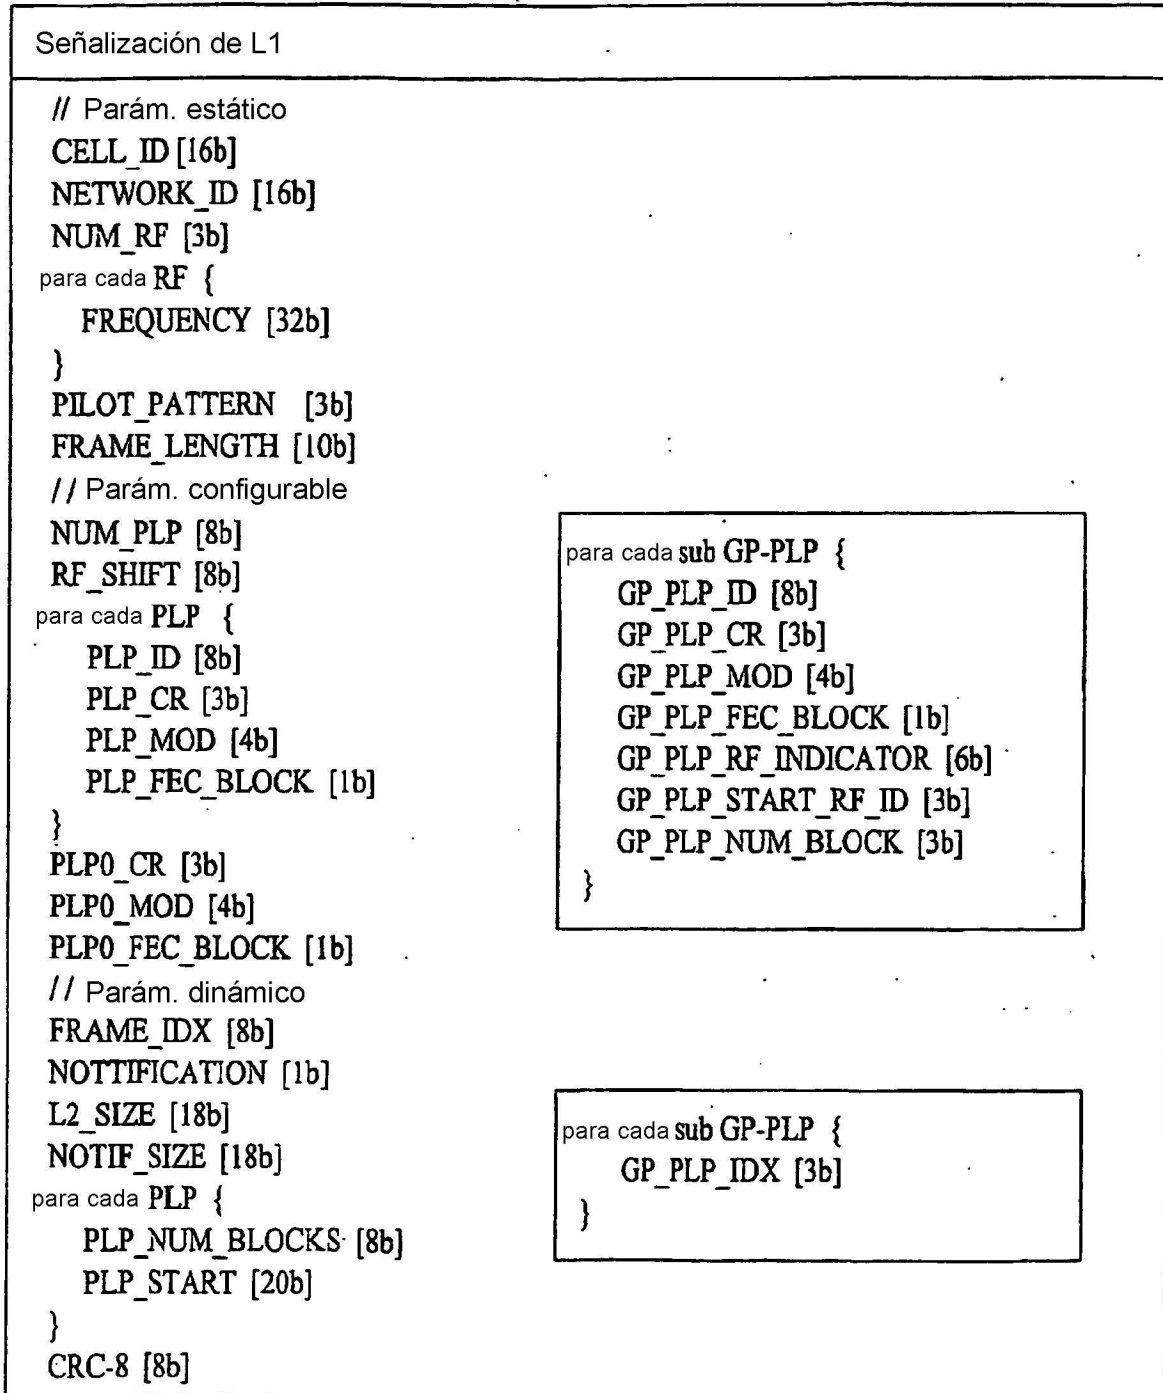 Señalización de L1
// Parám. estático
CELL_ID [16b]
NETWORK_ID [16b]
NUM_RF [3b]
para cada RF {
FREQUENCY [32b]
}
PILOT_PATTERN [3b]
FRAME_LENGTH [10b]
// Parám. configurable
NUM_PLP [8b]
RF_SHIFT [8b]
para cada PLP {
PLP_ID [8b]
PLP_CR [3b]
PLP_MOD [4b]
PLP_FEC_BLOCK [1b]
}
PLP0_CR [3b]
PLP0_MOD [4b]
PLP0_FEC_BLOCK [1b]
// Parám. dinámico
FRAME_IDX [8b]
NOTTIFICATION [1b]
L2_SIZE [18b]
NOTIF_SIZE [18b]
para cada PLP {
PLP_NUM_BLOCKS [8b]
PLP_START [20b]
}
CRC-8 [8b]
para cada sub GP-PLP {
GP_PLP_ID [8b]
GP_PLP_CR [3b]
GP_PLP_MOD [4b]
GP_PLP_FEC_BLOCK [1b]
GP_PLP_RF_INDICATOR [6b]
GP_PLP_START_RF_ID [3b]
GP_PLP_NUM_BLOCK [3b]
}
para cada sub GP-PLP {
GP_PLP_IDX [3b]
}